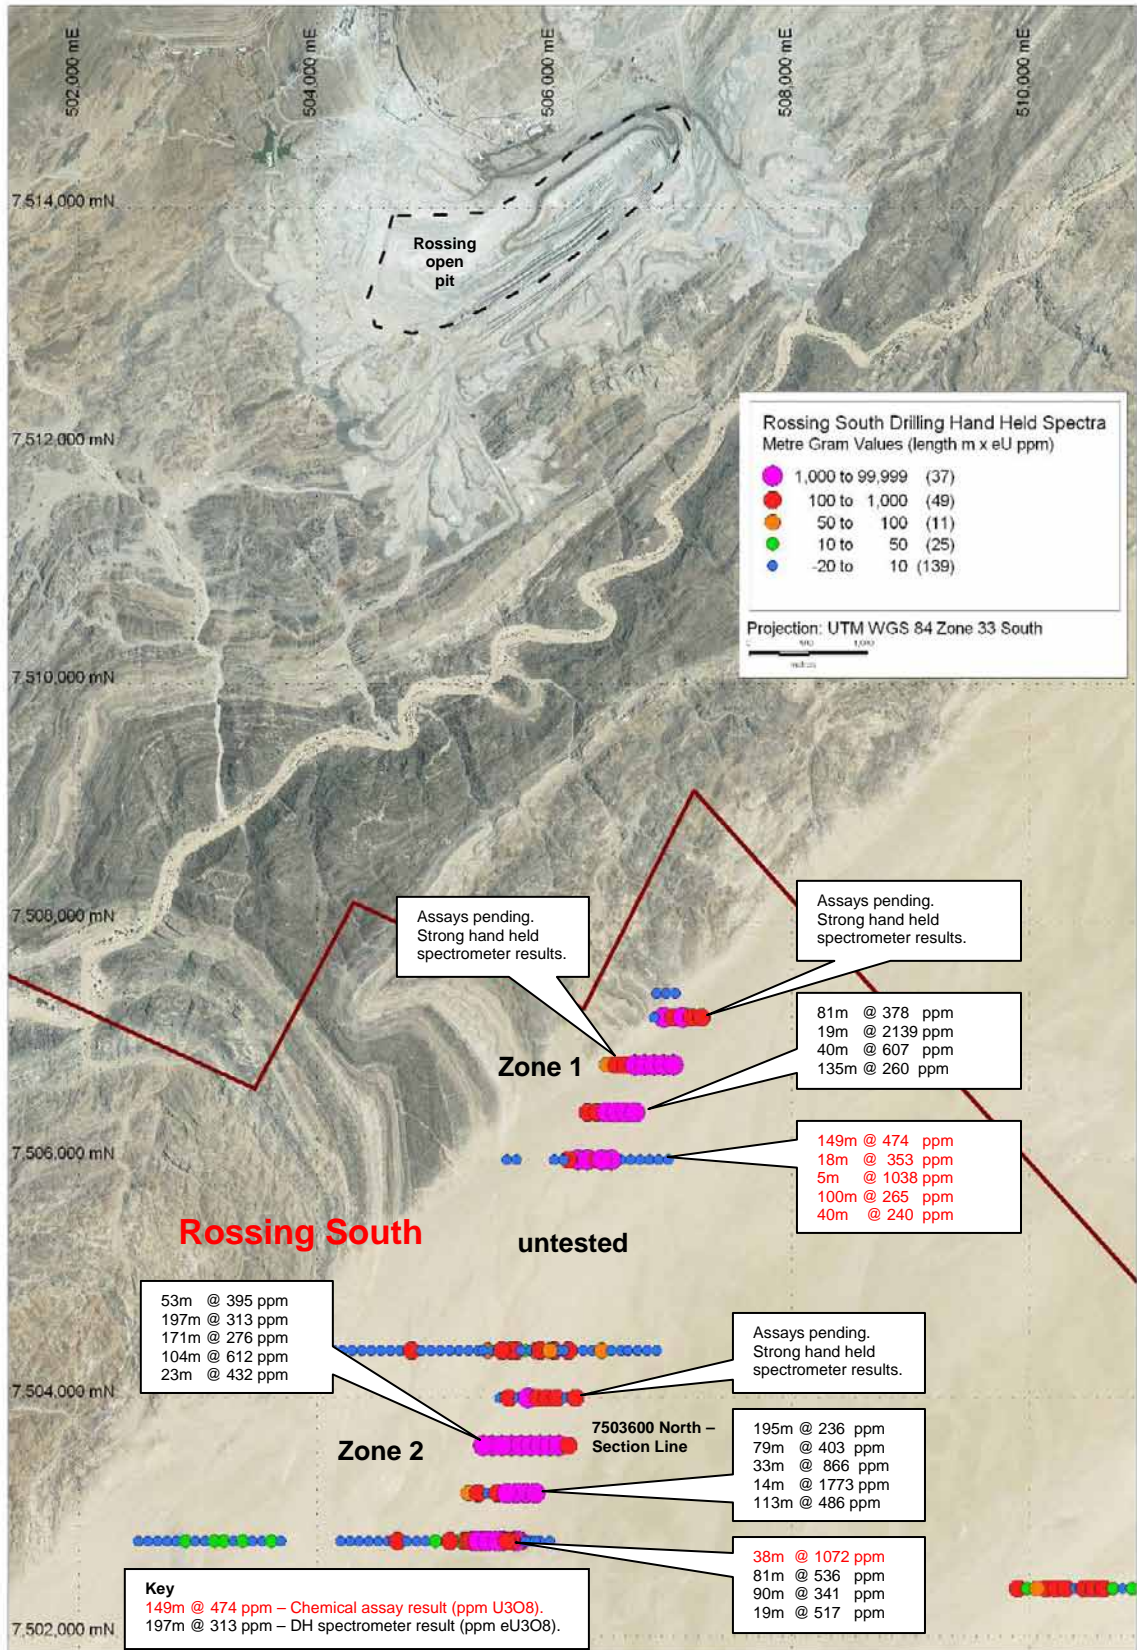 502,000 mE
504,000 mE
506,000 mE
508,000 mE
510,000 mE
7,514,000 mN
Rossing
open
pit
Rossing South Drilling Hand Held Spectra
Metre Gram Values (length m x eU ppm)
1,000 to 99,999 (37)
100 to 1,000 (49)
50 to 100 (11)
10 to 50 (25)
-20 to 10 (139)
Projection: UTM WGS 84 Zone 33 South
0 500 1,000
metres
7,512,000 mN
7,510,000 mN
7,508,000 mN
Assays pending.
Strong hand held
spectrometer results.
Assays pending.
Strong hand held
spectrometer results.
81m @ 378 ppm
19m @ 2139 ppm
40m @ 607 ppm
135m @ 260 ppm
Zone 1
7,506,000 mN
149m @ 474 ppm
18m @ 353 ppm
5m @ 1038 ppm
100m @ 265 ppm
40m @ 240 ppm
Rossing South
untested
53m @ 395 ppm
197m @ 313 ppm
171m @ 276 ppm
104m @ 612 ppm
23m @ 432 ppm
Assays pending.
Strong hand held
spectrometer results.
7,504,000 mN
7503600 North –
Section Line
Zone 2
195m @ 236 ppm
79m @ 403 ppm
33m @ 866 ppm
14m @ 1773 ppm
113m @ 486 ppm
38m @ 1072 ppm
81m @ 536 ppm
90m @ 341 ppm
19m @ 517 ppm
Key
149m @ 474 ppm – Chemical assay result (ppm U3O8).
197m @ 313 ppm – DH spectrometer result (ppm eU3O8).
7,502,000 mN